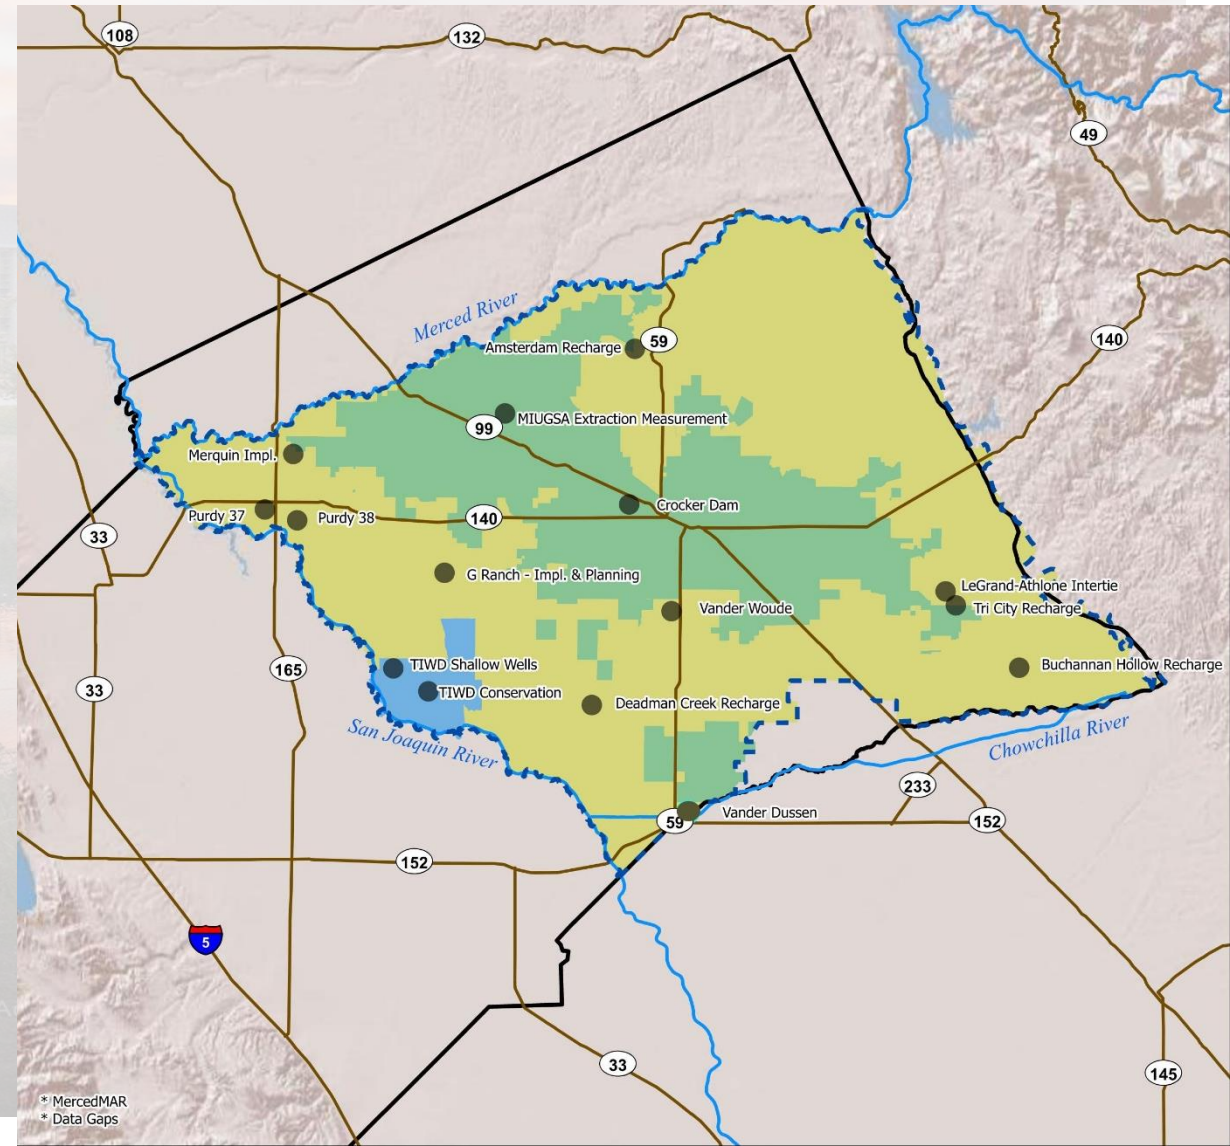 108
132
49
Merced River
59
Amsterdam Recharge
140
MIUGSA Extraction Measurement
99
Merquin Impl.
Crocker Dam
Purdy 37
Purdy 38
140
33
G Ranch - Impl. & Planning
LeGrand-Athlone Intertie
Vander Woude
Tri City Recharge
TIWD Shallow Wells
Buchannan Hollow Recharge
165
33
TIWD Conservation
Deadman Creek Recharge
San Joaquin River
Chowchilla River
233
Vander Dussen
59
152
152
5
33
145
* MercedMAR
* Data Gaps